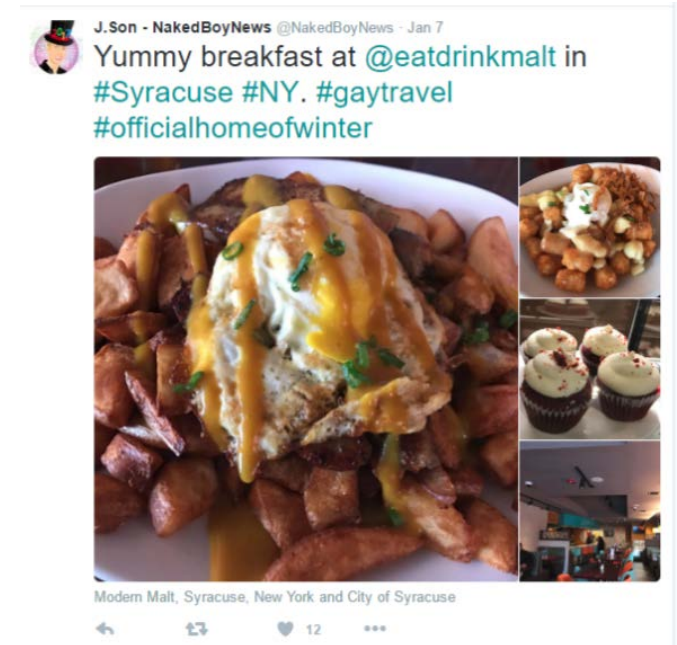 J.Son - NakedBoyNews @NakedBoyNews · Jan 7
Yummy breakfast at @eatdrinkmalt in
#Syracuse #NY. #gaytravel
#officialhomeofwinter
Modern Malt, Syracuse, New York and City of Syracuse
12